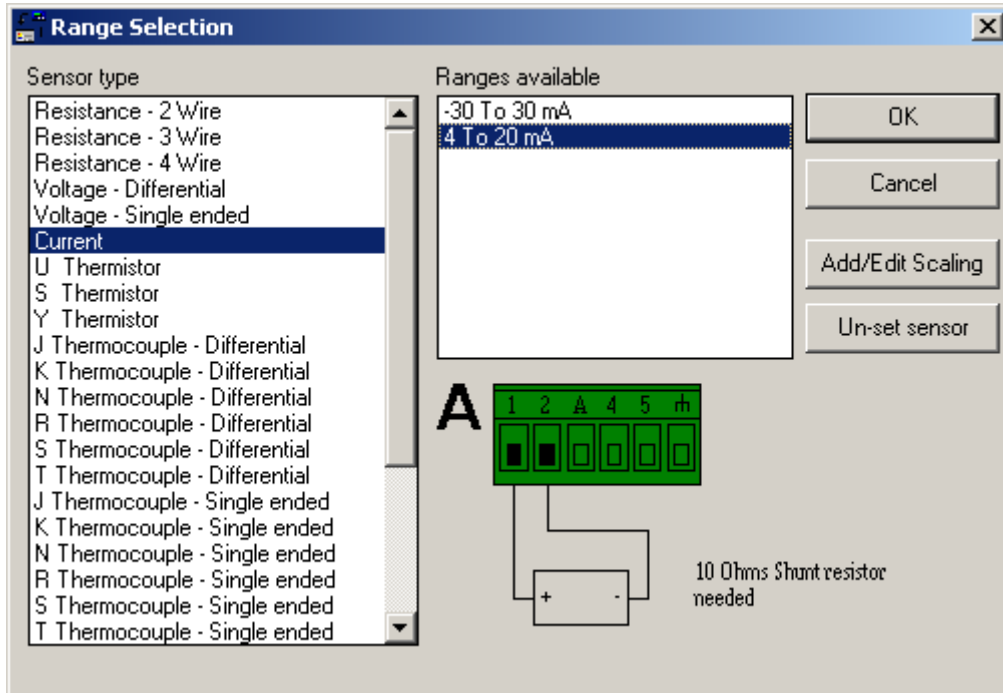 Range Selection
Sensor type
Resistance - 2 Wire
Resistance - 3 Wire
Resistance - 4 Wire
Voltage - Differential
Voltage - Single ended
Current
U Thermistor
S Thermistor
Y Thermistor
J Thermocouple - Differential
K Thermocouple - Differential
N Thermocouple - Differential
R Thermocouple - Differential
S Thermocouple - Differential
T Thermocouple - Differential
J Thermocouple - Single ended
K Thermocouple - Single ended
N Thermocouple - Single ended
R Thermocouple - Single ended
S Thermocouple - Single ended
T Thermocouple - Single ended
Ranges available
-30 To 30 mA
4 To 20 mA
OK
Cancel
Add/Edit Scaling
Un-set sensor
A
1 2 A 4 5
+ -
10 Ohms Shunt resistor
needed